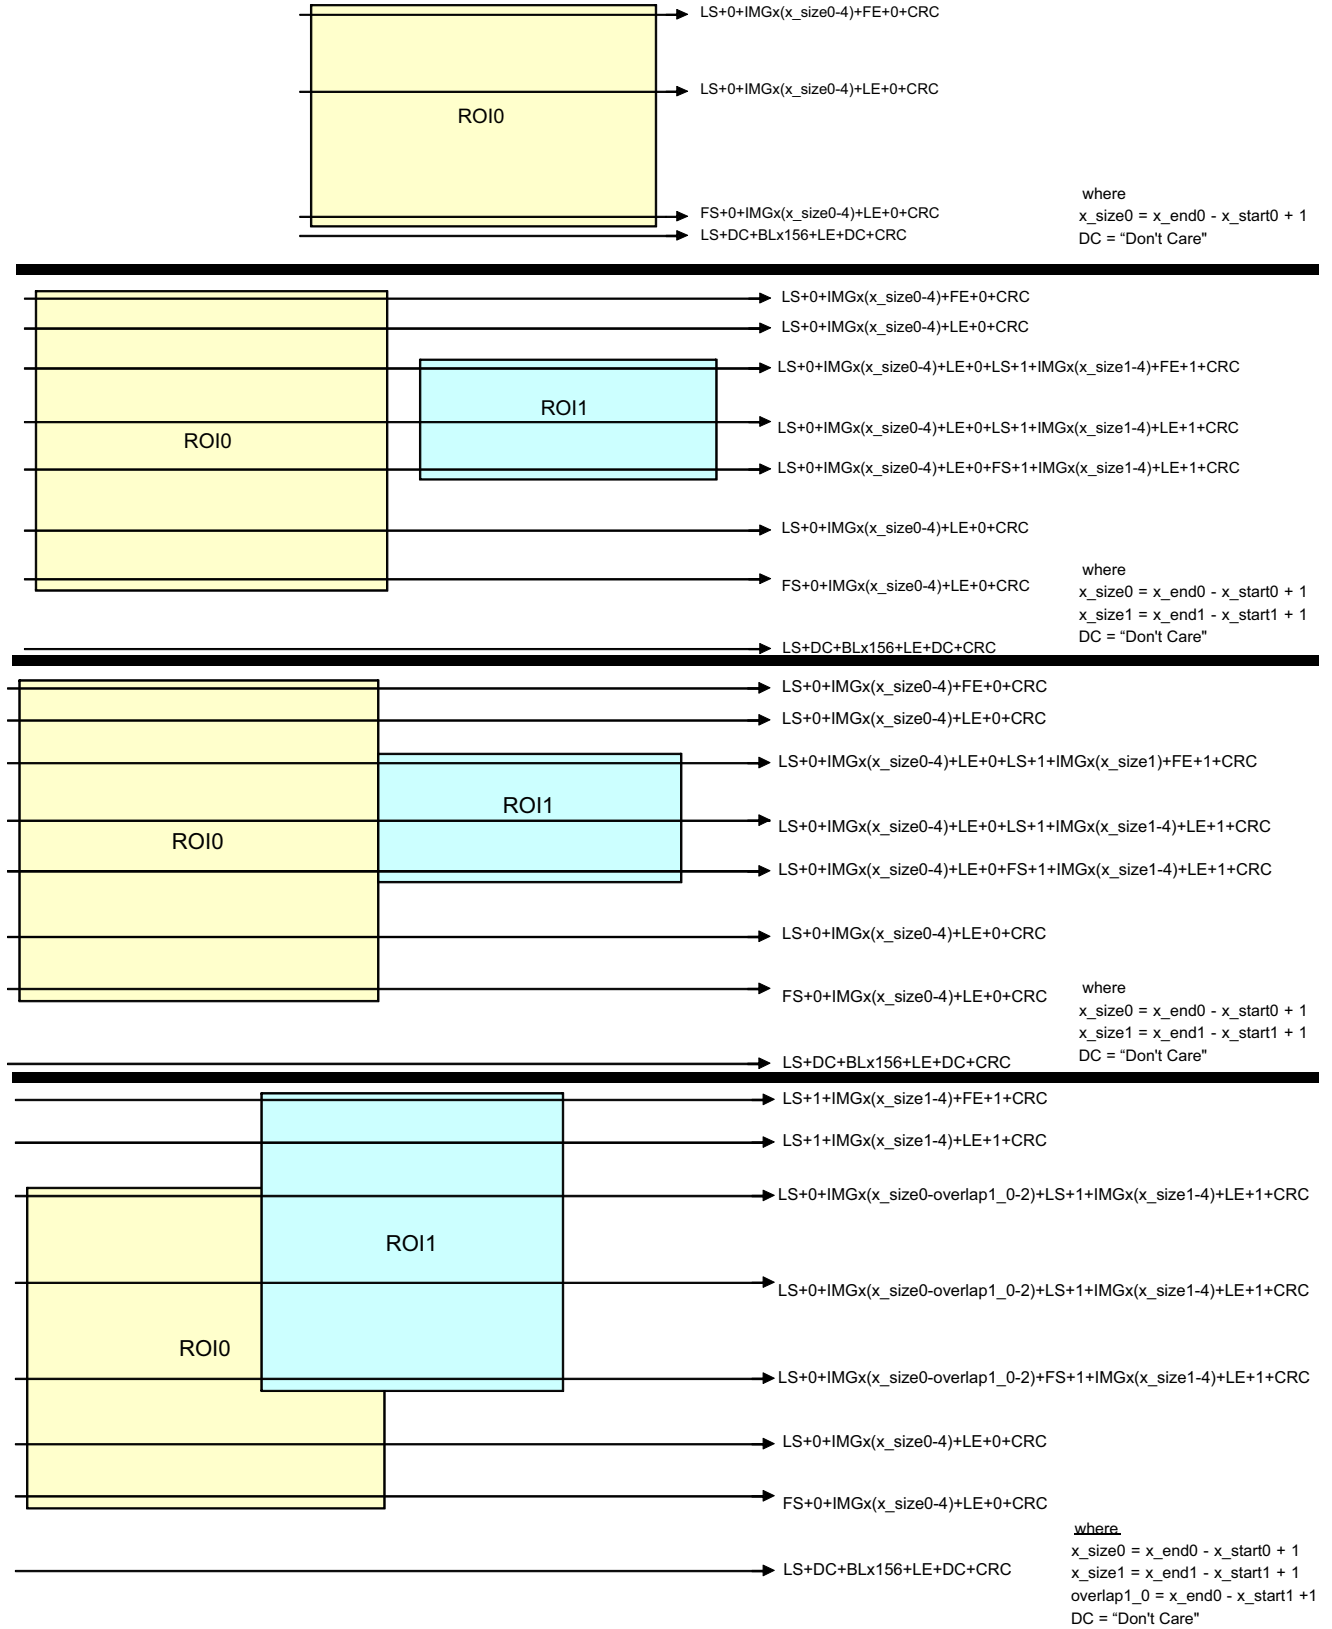 LS+0+IMGx(x_size0-4)+FE+0+CRC
LS+0+IMGx(x_size0-4)+LE+0+CRC
ROI0
FS+0+IMGx(x_size0-4)+LE+0+CRC
LS+DC+BLx156+LE+DC+CRC
where
x_size0 = x_end0 - x_start0 + 1
DC = “Don't Care"
LS+0+IMGx(x_size0-4)+FE+0+CRC
LS+0+IMGx(x_size0-4)+LE+0+CRC
LS+0+IMGx(x_size0-4)+LE+0+LS+1+IMGx(x_size1-4)+FE+1+CRC
ROI1
ROI0
LS+0+IMGx(x_size0-4)+LE+0+LS+1+IMGx(x_size1-4)+LE+1+CRC
LS+0+IMGx(x_size0-4)+LE+0+FS+1+IMGx(x_size1-4)+LE+1+CRC
LS+0+IMGx(x_size0-4)+LE+0+CRC
FS+0+IMGx(x_size0-4)+LE+0+CRC
where
x_size0 = x_end0 - x_start0 + 1
x_size1 = x_end1 - x_start1 + 1
DC = “Don't Care"
LS+DC+BLx156+LE+DC+CRC
LS+0+IMGx(x_size0-4)+FE+0+CRC
LS+0+IMGx(x_size0-4)+LE+0+CRC
LS+0+IMGx(x_size0-4)+LE+0+LS+1+IMGx(x_size1)+FE+1+CRC
ROI1
ROI0
LS+0+IMGx(x_size0-4)+LE+0+LS+1+IMGx(x_size1-4)+LE+1+CRC
LS+0+IMGx(x_size0-4)+LE+0+FS+1+IMGx(x_size1-4)+LE+1+CRC
LS+0+IMGx(x_size0-4)+LE+0+CRC
FS+0+IMGx(x_size0-4)+LE+0+CRC
where
x_size0 = x_end0 - x_start0 + 1
x_size1 = x_end1 - x_start1 + 1
DC = “Don't Care"
LS+DC+BLx156+LE+DC+CRC
LS+1+IMGx(x_size1-4)+FE+1+CRC
LS+1+IMGx(x_size1-4)+LE+1+CRC
LS+0+IMGx(x_size0-overlap1_0-2)+LS+1+IMGx(x_size1-4)+LE+1+CRC
ROI1
LS+0+IMGx(x_size0-overlap1_0-2)+LS+1+IMGx(x_size1-4)+LE+1+CRC
ROI0
LS+0+IMGx(x_size0-overlap1_0-2)+FS+1+IMGx(x_size1-4)+LE+1+CRC
LS+0+IMGx(x_size0-4)+LE+0+CRC
FS+0+IMGx(x_size0-4)+LE+0+CRC
LS+DC+BLx156+LE+DC+CRC
where
x_size0 = x_end0 - x_start0 + 1
x_size1 = x_end1 - x_start1 + 1
overlap1_0 = x_end0 - x_start1 +1
DC = “Don't Care"